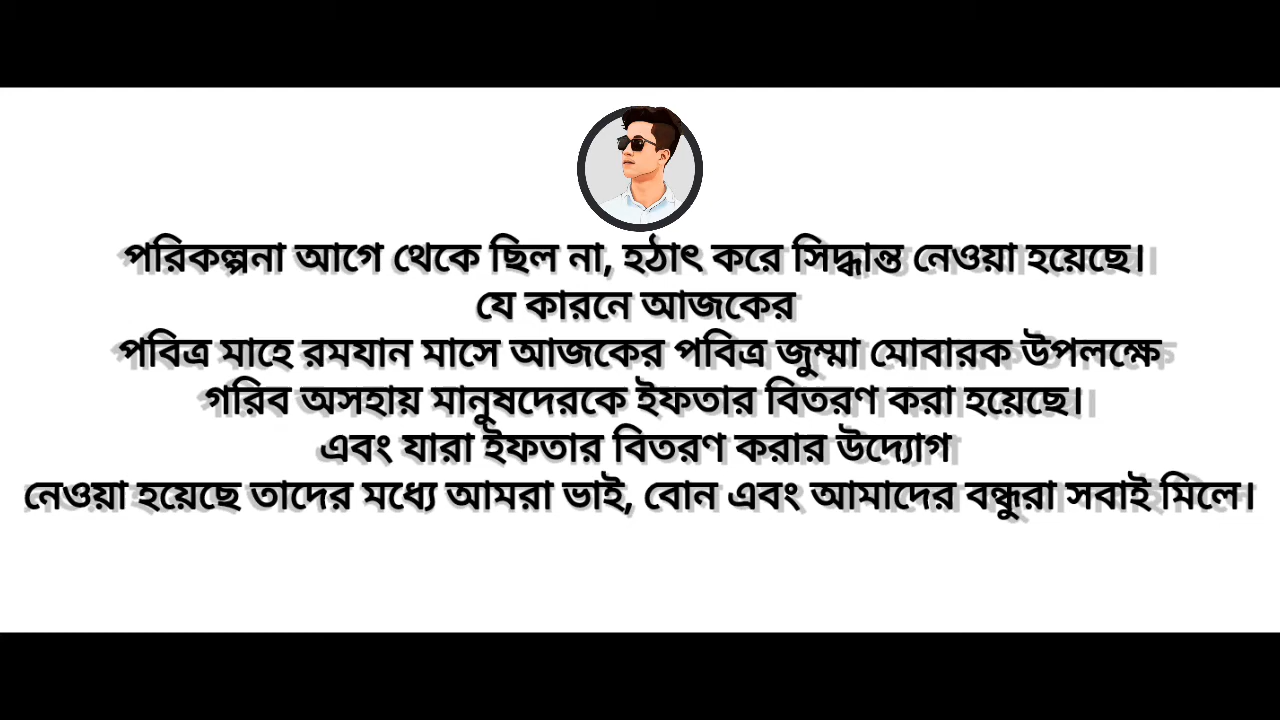 পরিকল্পনা আগে থেকে ছিল না, হঠাৎ করে সিদ্ধান্ত নেওয়া হয়েছে।
যে কারনে আজকের
পবিত্র মাহে রমযান মাসে আজকের পবিত্র জুম্মা মোবারক উপলক্ষে
গরিব অসহায় মানুষদেরকে ইফতার বিতরণ করা হয়েছে।
এবং যারা ইফতার বিতরণ করার উদ্যোগ
নেওয়া হয়েছে তাদের মধ্যে আমরা ভাই, বোন এবং আমাদের বন্ধুরা সবাই মিলে।